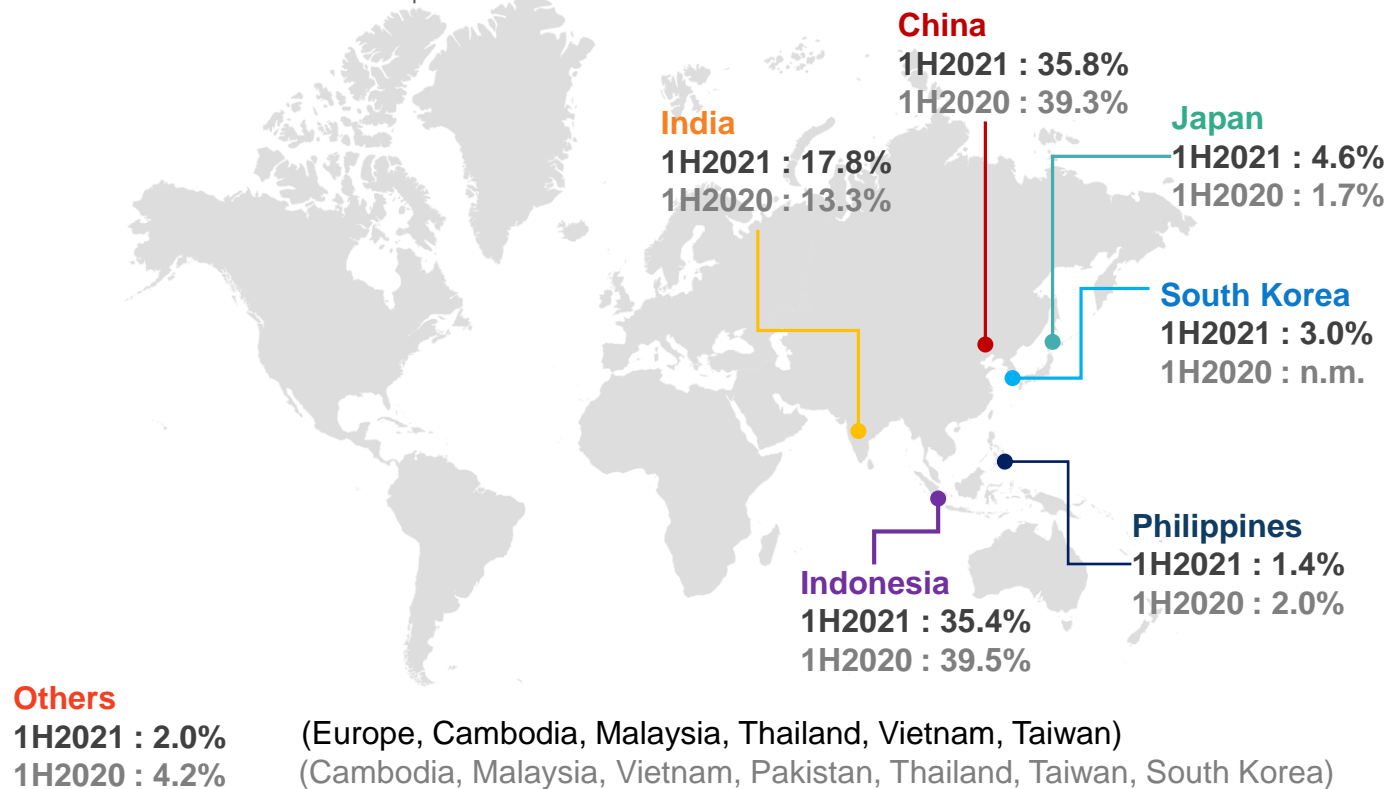 China
1H2021 : 35.8%
1H2020 : 39.3%
India
1H2021 : 17.8%
1H2020 : 13.3%
Japan
1H2021 : 4.6%
1H2020 : 1.7%
South Korea
1H2021 : 3.0%
1H2020 : n.m.
Philippines
1H2021 : 1.4%
1H2020 : 2.0%
Indonesia
1H2021 : 35.4%
1H2020 : 39.5%
Others
1H2021 : 2.0% (Europe, Cambodia, Malaysia, Thailand, Vietnam, Taiwan)
1H2020 : 4.2% (Cambodia, Malaysia, Vietnam, Pakistan, Thailand, Taiwan, South Korea)